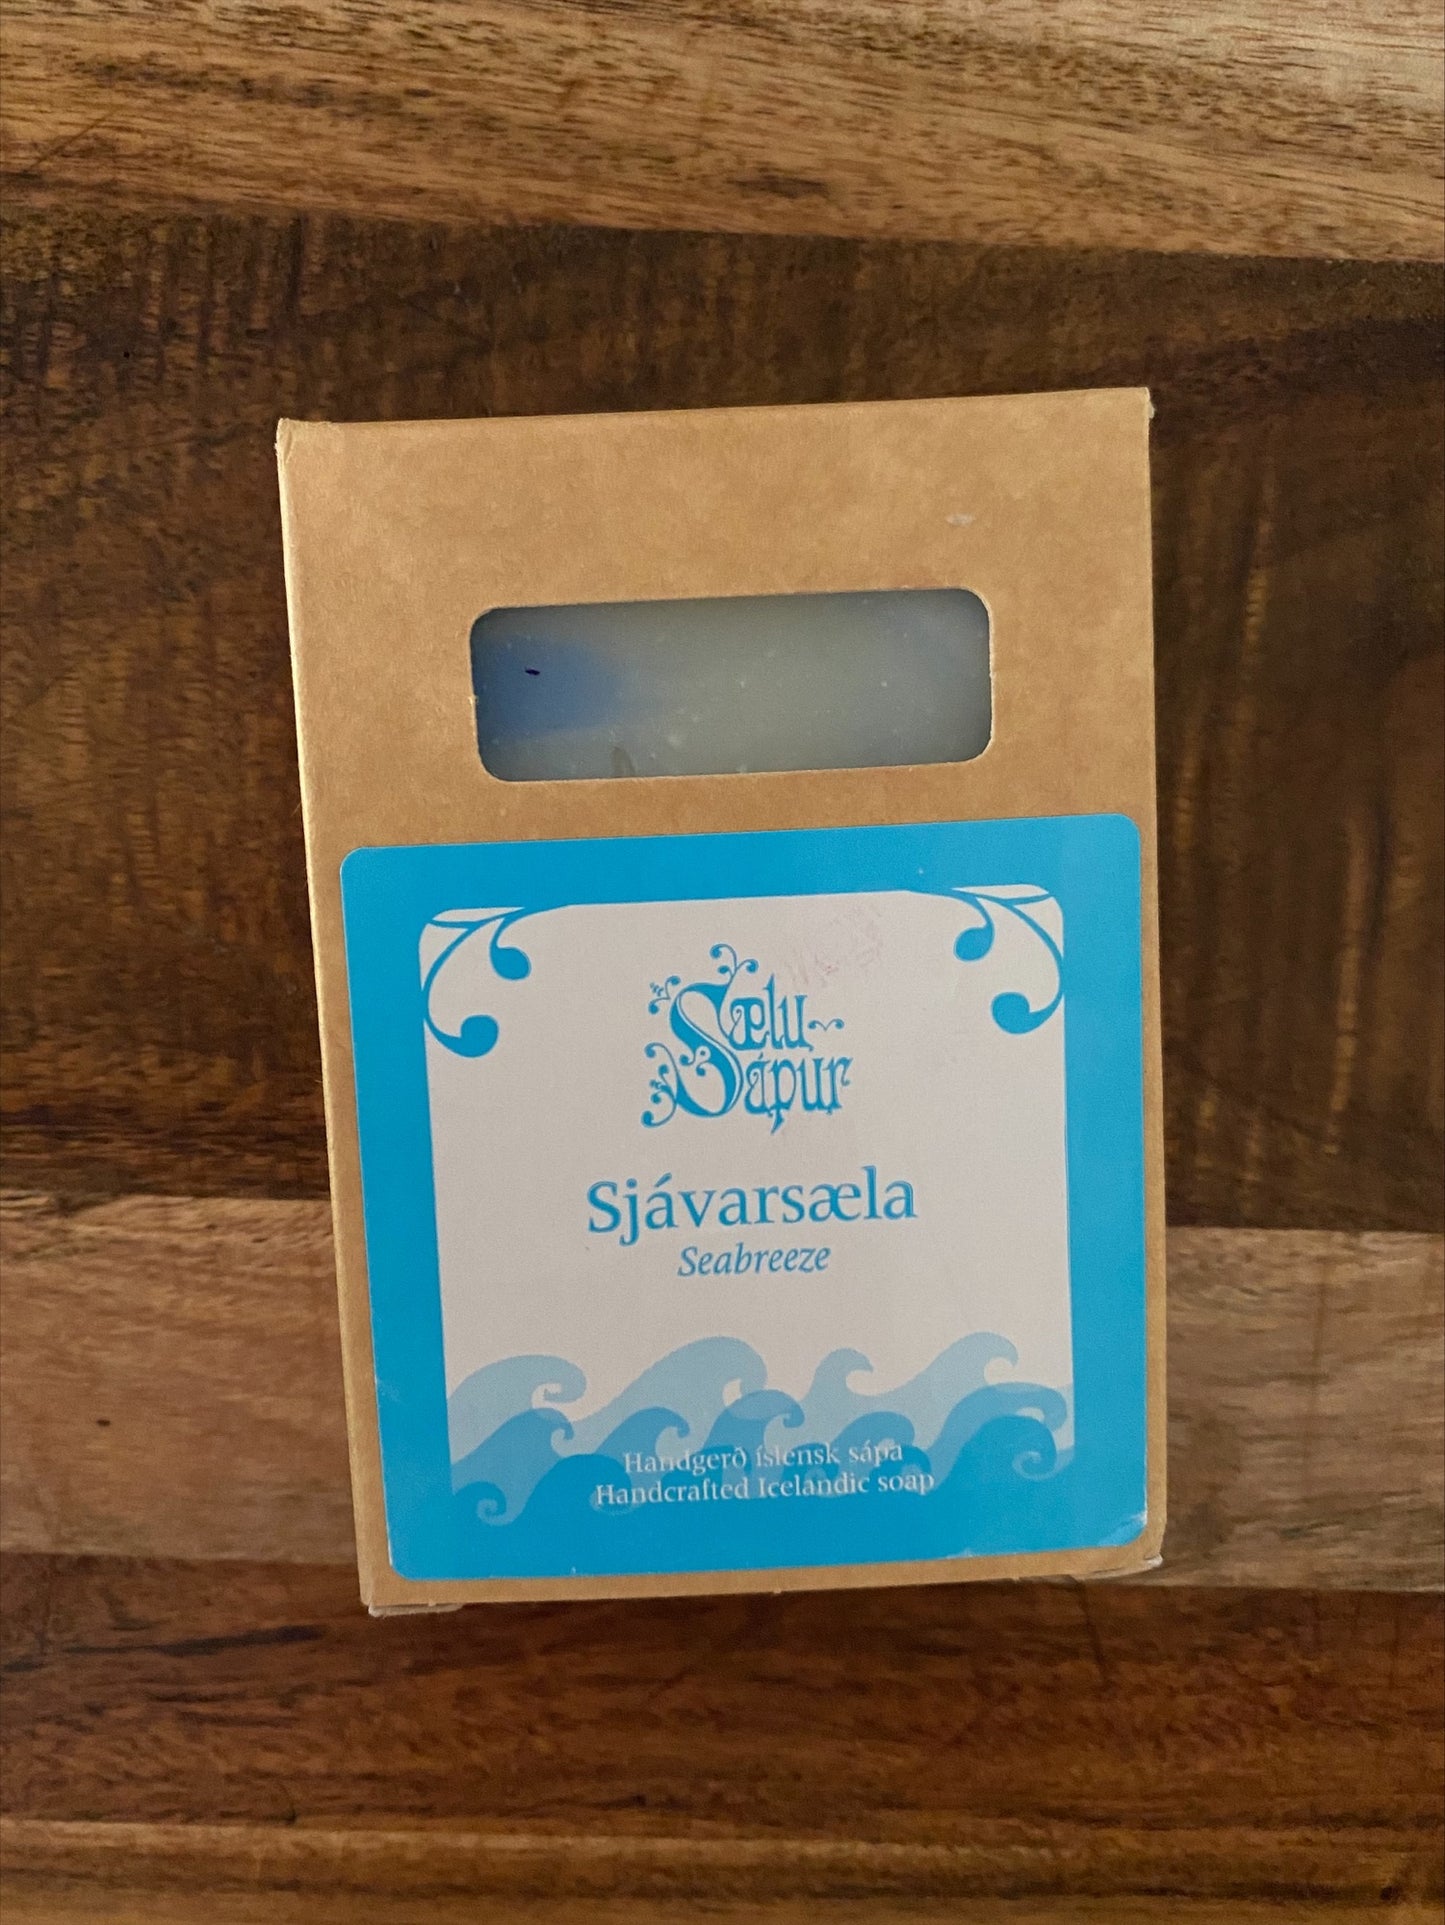 Sælu-
Sápur
Sjávarsæla
Seabreeze
Handgerð íslensk sápa
Handcrafted Icelandic soap